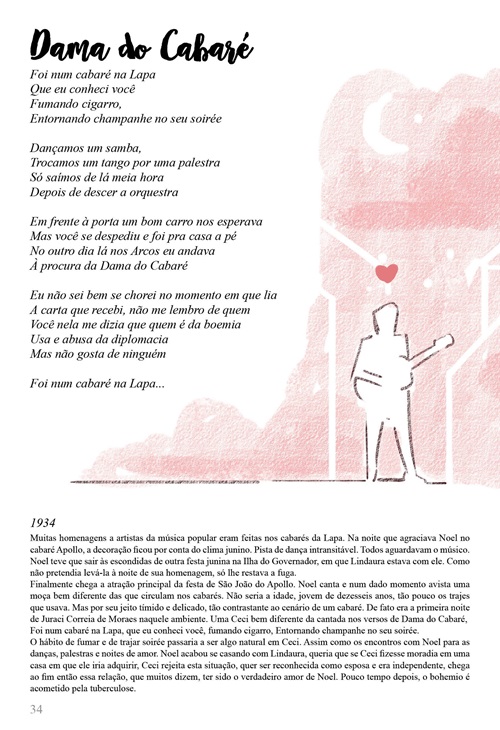 Dama do Cabaré
Foi num cabaré na Lapa
Que eu conheci você
Fumando cigarro,
Entornando champanhe no seu soirée
Dançamos um samba,
Trocamos um tango por uma palestra
Só saímos de lá meia hora
Depois de descer a orquestra
Em frente à porta um bom carro nos esperava
Mas você se despediu e foi pra casa a pé
No outro dia lá nos Arcos eu andava
À procura da Dama do Cabaré
Eu não sei bem se chorei no momento em que lia
A carta que recebi, não me lembro de quem
Você nela me dizia que quem é da boemia
Usa e abusa da diplomacia
Mas não gosta de ninguém
Foi num cabaré na Lapa...
1934
Muitas homenagens a artistas da música popular eram feitas nos cabarés da Lapa. Na noite que agraciava Noel no
cabaré Apollo, a decoração ficou por conta do clima junino. Pista de dança intransitável. Todos aguardavam o músico.
Noel teve que sair às escondidas de outra festa junina na Ilha do Governador, em que Lindaura estava com ele. Como
não pretendia levá-la à noite de sua homenagem, só lhe restava a fuga.
Finalmente chega a atração principal da festa de São João do Apollo. Noel canta e num dado momento avista uma
moça bem diferente das que circulam nos cabarés. Não seria a idade, jovem de dezesseis anos, tão pouco os trajes
que usava. Mas por seu jeito tímido e delicado, tão contrastante ao cenário de um cabaré. De fato era a primeira noite
de Juraci Correia de Moraes naquele ambiente. Uma Ceci bem diferente da cantada nos versos de Dama do Cabaré,
Foi num cabaré na Lapa, que eu conheci você, fumando cigarro, Entornando champanhe no seu soirée.
O hábito de fumar e de trajar soirée passaria a ser algo natural em Ceci. Assim como os encontros com Noel para as
danças, palestras e noites de amor. Noel acabou se casando com Lindaura, queria que se Ceci fizesse moradia em uma
casa em que ele iria adquirir, Ceci rejeita esta situação, quer ser reconhecida como esposa e era independente, chega
ao fim então essa relação, que muitos dizem, ter sido o verdadeiro amor de Noel. Pouco tempo depois, o bohemio é
acometido pela tuberculose.
34